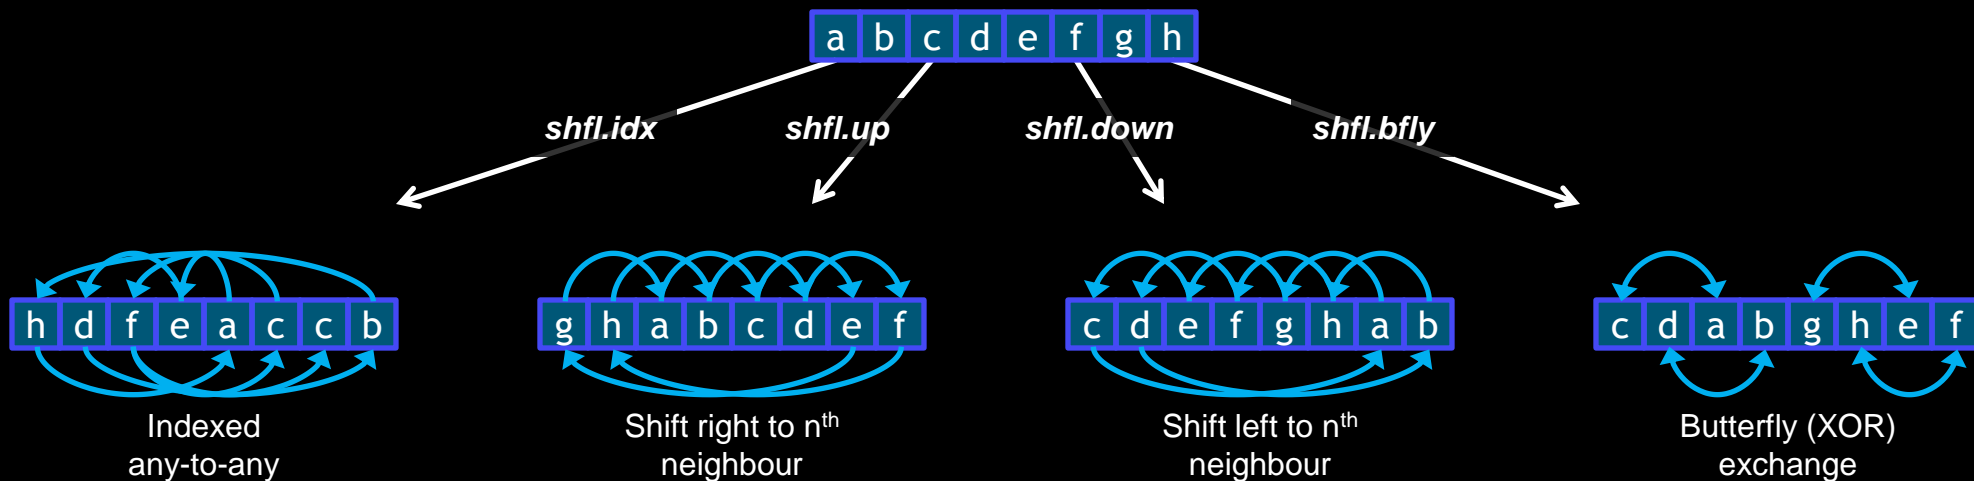 a b c d e f g h
shfl.idx shfl.up shfl.down shfl.bfly
h d f e a c c b
g h a b c d e f
c d e f g h a b
c d a b g h e f
Indexed
any-to-any
Shift right to nth
neighbour
Shift left to nth
neighbour
Butterfly (XOR)
exchange